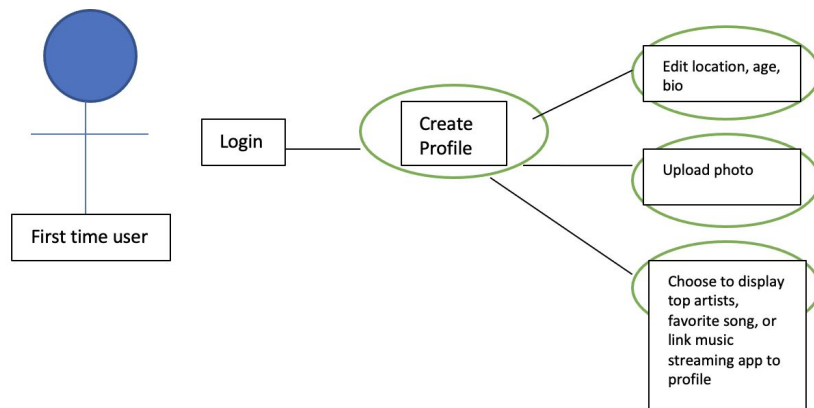 First time user
Login
Create
Profile
Edit location, age,
bio
Upload photo
Choose to display
top artists,
favorite song, or
link music
streaming app to
profile